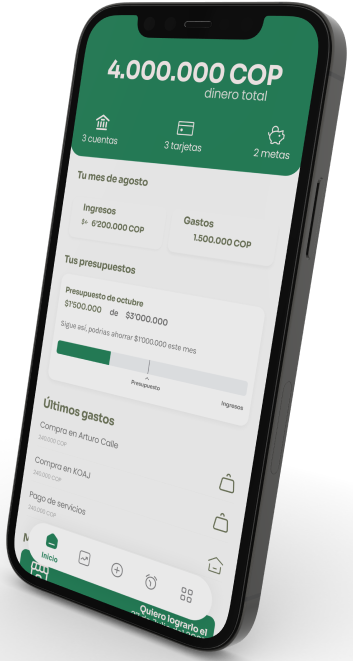 4.000.000 COP
dinero total
3 cuentas
3 tarjetas
2 metas
Tu mes de agosto
Ingresos
$+ 6'200.000 COP
Gastos
1.500.000 COP
Tus presupuestos
Presupuesto de octubre
$1'500.000 de $3'000.000
Sigue así, podrías ahorrar $1'000.000 este mes
Presupuesto
Ingresos
Últimos gastos
Compra en Arturo Calle
240.000 COP
Compra en KOAJ
240.000 COP
Pago de servicios
240.000 COP
Inicio
Quiero lograrlo el